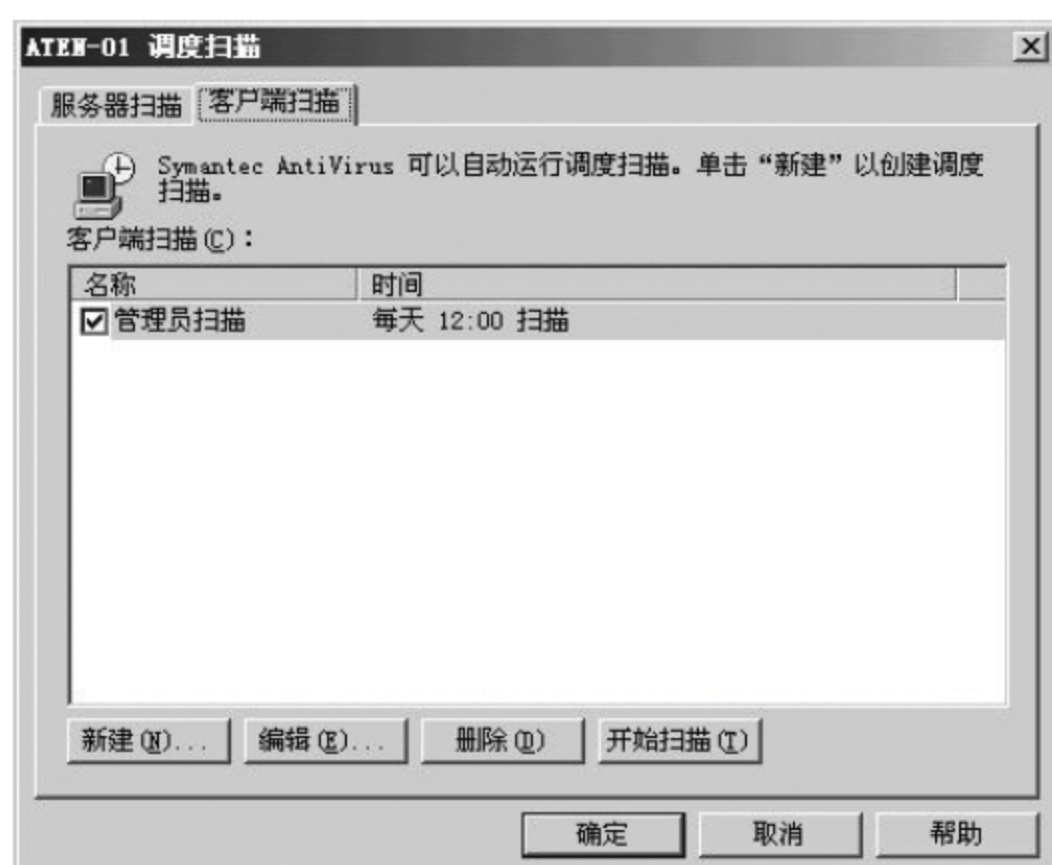 ATEN-01 调度扫描
服务器扫描 客户端扫描
Symantec AntiVirus 可以自动运行调度扫描。单击“新建”以创建调度
扫描。
客户端扫描(C):
名称 时间
管理员扫描 每天 12:00 扫描
新建(N)... 编辑(E)... 删除(D) 开始扫描(T)
确定 取消 帮助